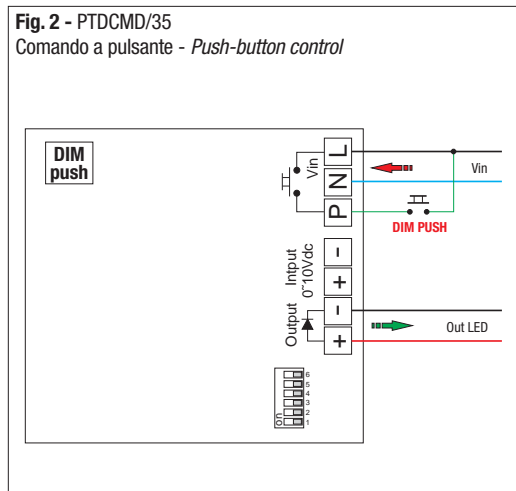 Fig. 2 - PTDCMD/35
Comando a pulsante - Push-button control
DIM
push
Vin
L
N
P
Vin
DIM PUSH
Intput
0~10Vdc
-
+
Output
-
+
Out LED
on
6
5
4
3
2
1